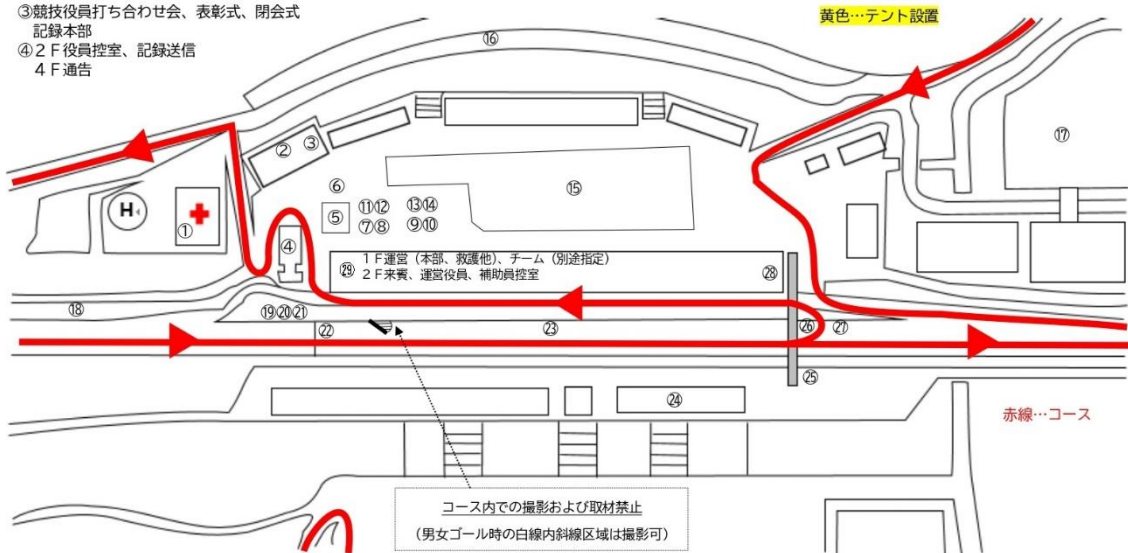 ③競技役員打ち合わせ会、表彰式、閉会式
記録本部
④２Ｆ役員控室、記録送信
４Ｆ通告
黄色…テント設置
⑯
⑰
②
③
⑥
⑤
⑪⑫
⑦⑧
⑬⑭
⑨⑩
⑮
H
①
④
㉙
１Ｆ運営（本部、救護他）、チーム（別途指定）
２Ｆ来賓、運営役員、補助員控室
㉘
⑱
⑲⑳㉑
㉒
㉓
㉖
㉗
㉕
㉔
赤線…コース
コース内での撮影および取材禁止
（男女ゴール時の白線内斜線区域は撮影可）